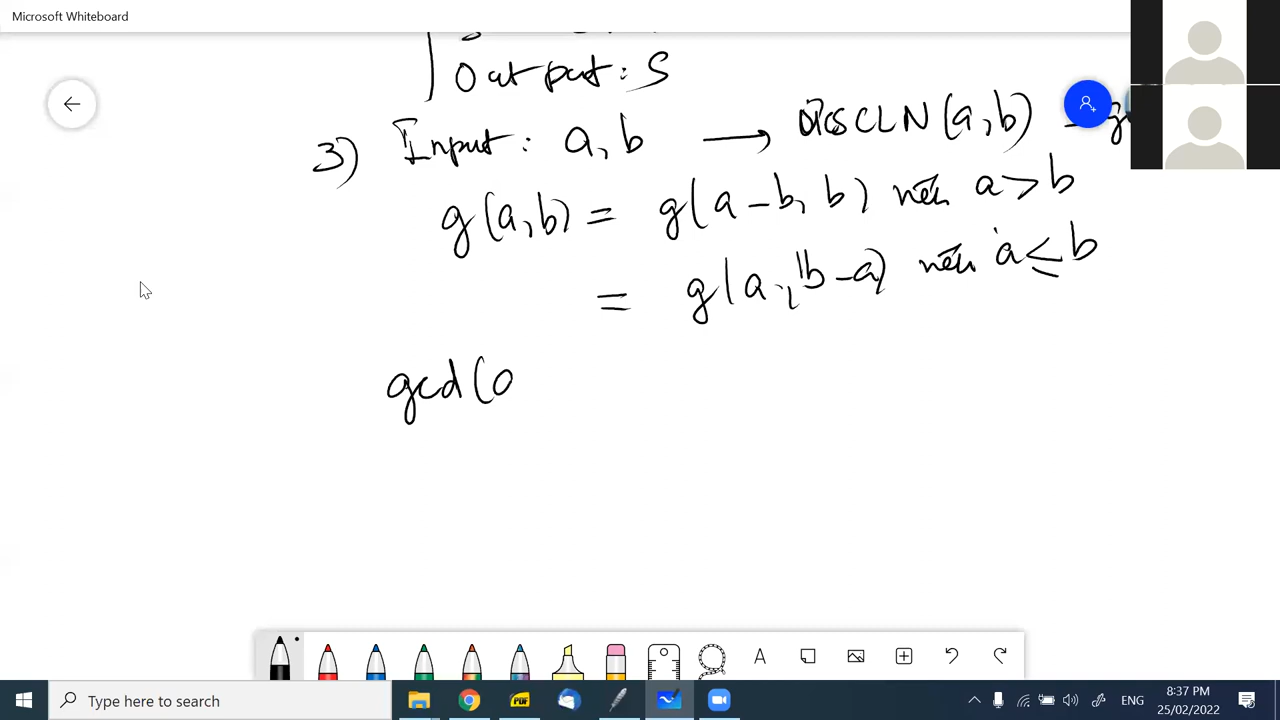 Microsoft Whiteboard
Output: S
3) Input: a, b → USCLN(a, b)
g(a, b) = g(a - b, b) nếu a > b
= g(a, b - a) nếu a ≤ b
gcd(0
Type here to search
ENG
8:37 PM
25/02/2022